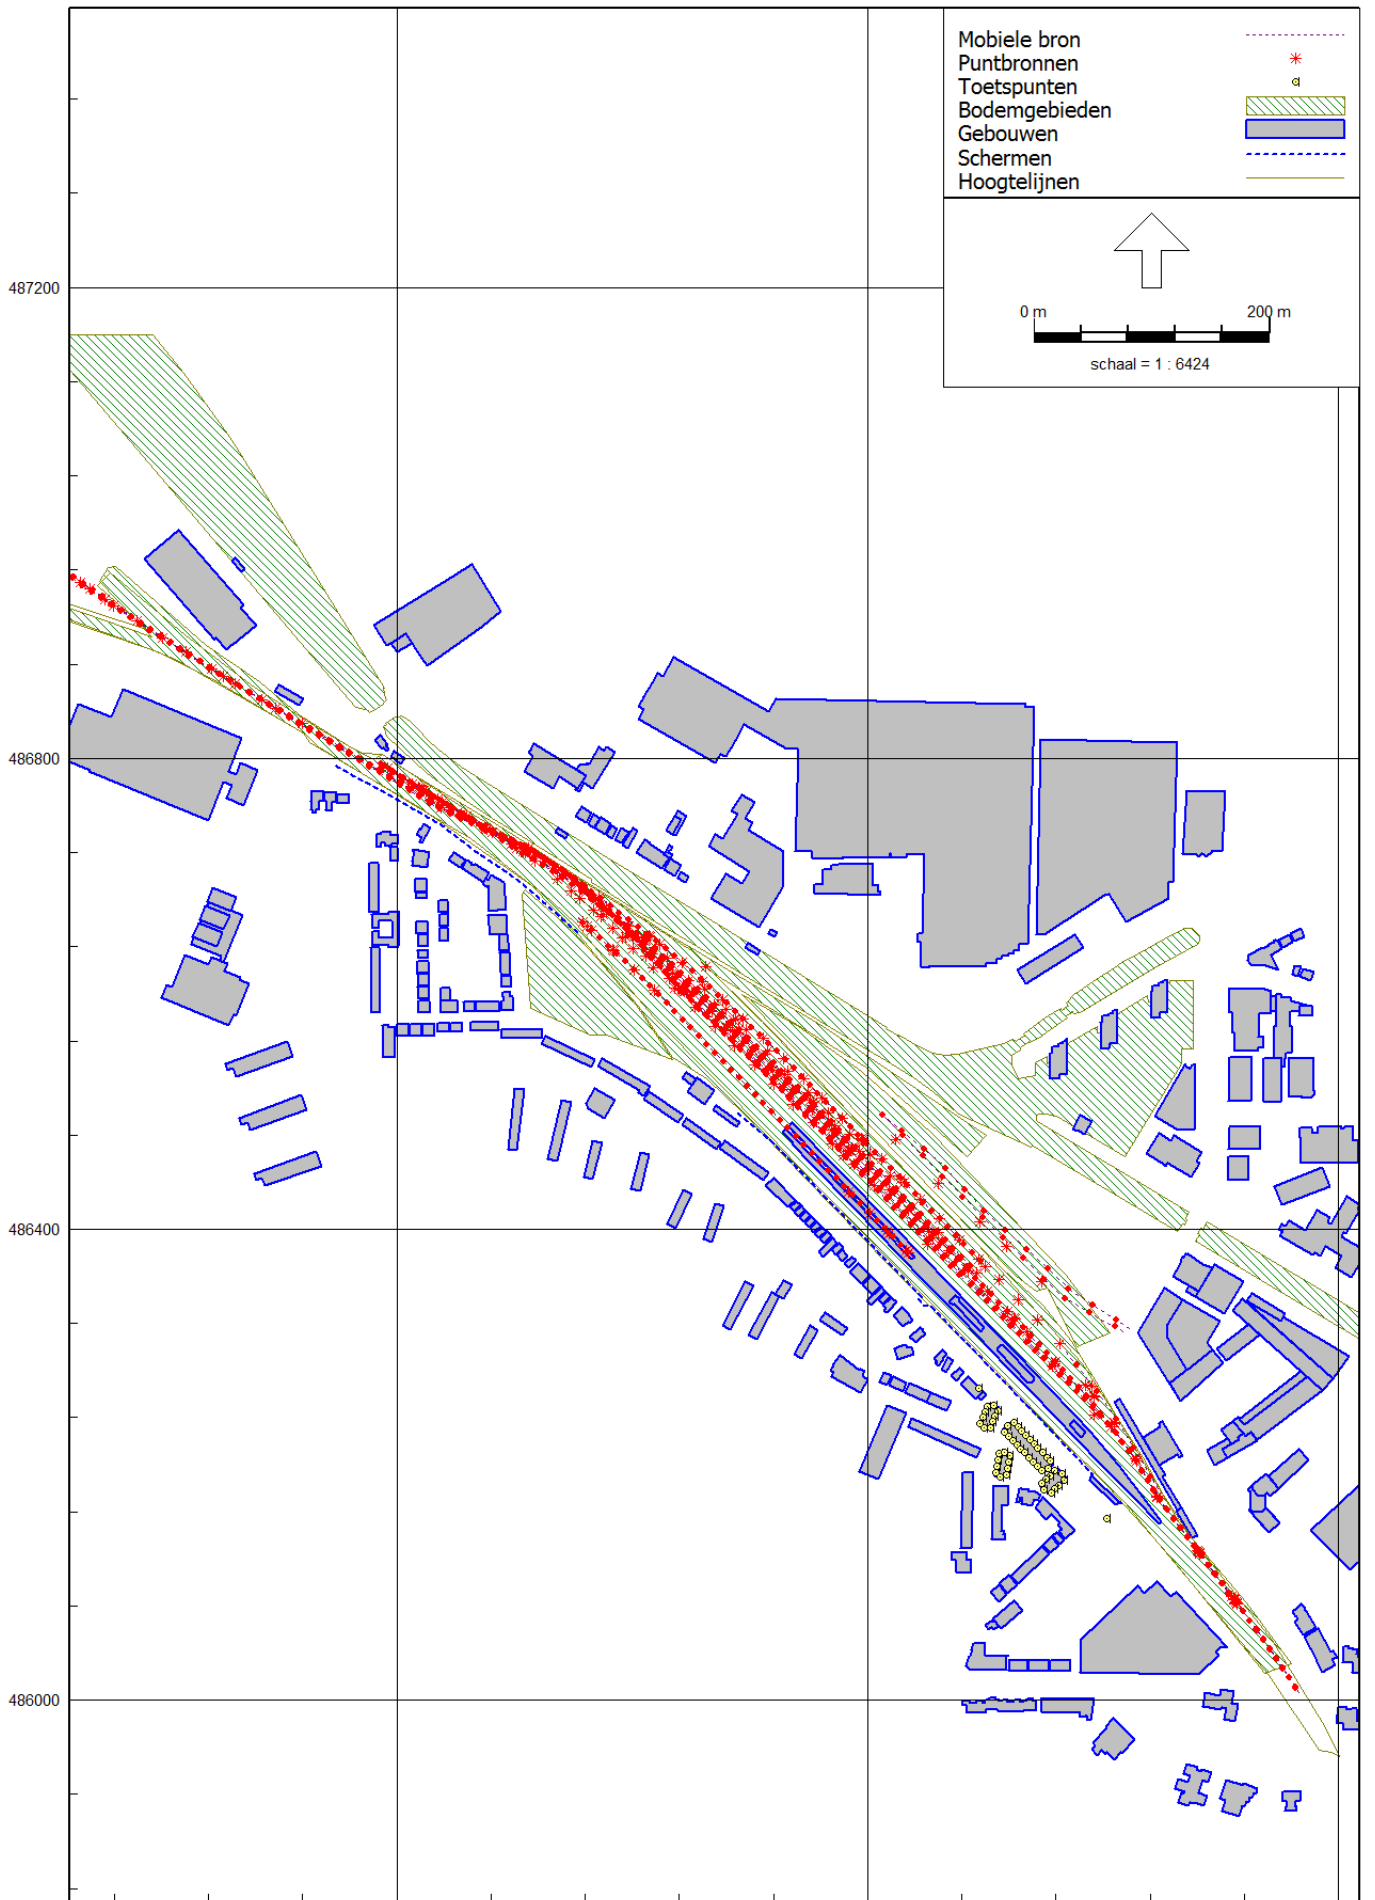 Mobiele bron
Puntbronnen
Toetspunten
Bodemgebieden
Gebouwen
Schermen
Hoogtelijnen
0 m 200 m
schaal = 1 : 6424
487200
486800
486400
486000